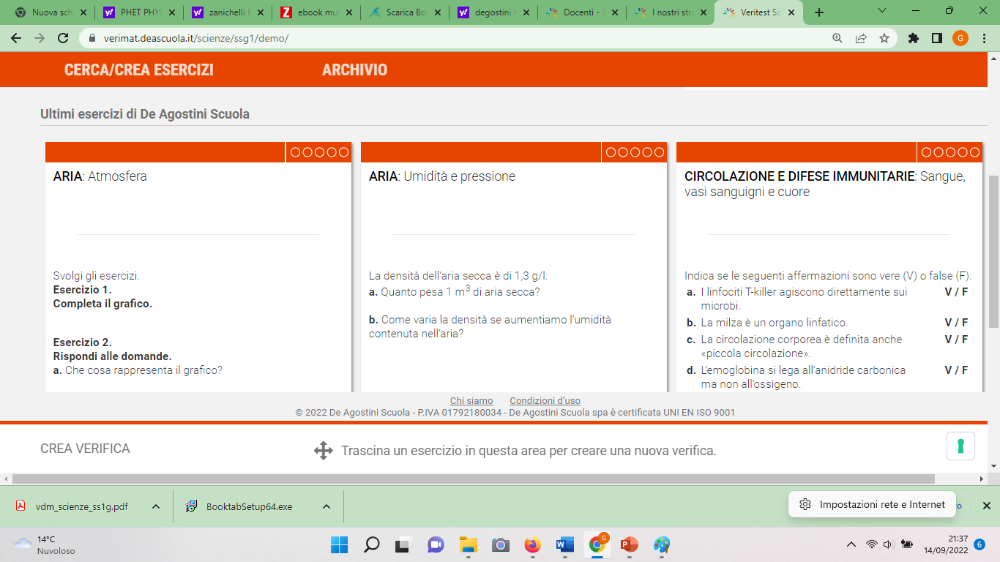 Nuova sch
PHET PHYS
zanichelli f
ebook mul
Scarica Boo
degostini r
Docenti - S
I nostri stru
Veritest Sc
verimat.deascuola.it/scienze/ssg1/demo/
G
CERCA/CREA ESERCIZI
ARCHIVIO
Ultimi esercizi di De Agostini Scuola
ARIA: Atmosfera
Svolgi gli esercizi.
Esercizio 1.
Completa il grafico.
Esercizio 2.
Rispondi alle domande.
a. Che cosa rappresenta il grafico?
ARIA: Umidità e pressione
La densità dell’aria secca è di 1,3 g/l.
a. Quanto pesa 1 m³ di aria secca?
b. Come varia la densità se aumentiamo l’umidità
contenuta nell’aria?
CIRCOLAZIONE E DIFESE IMMUNITARIE: Sangue,
vasi sanguigni e cuore
Indica se le seguenti affermazioni sono vere (V) o false (F).
a. I linfociti T-killer agiscono direttamente sui V / F
microbi.
b. La milza è un organo linfatico. V / F
c. La circolazione corporea è definita anche V / F
«piccola circolazione».
d. L’emoglobina si lega all’anidride carbonica V / F
ma non all’ossigeno.
Chi siamo Condizioni d’uso
© 2022 De Agostini Scuola - P.IVA 01792180034 - De Agostini Scuola spa è certificata UNI EN ISO 9001
CREA VERIFICA
Trascina un esercizio in questa area per creare una nuova verifica.
vdm_scienze_ss1g.pdf
BooktabSetup64.exe
Impostazioni rete e Internet
14°C
Nuvoloso
G
21:37
14/09/2022
6